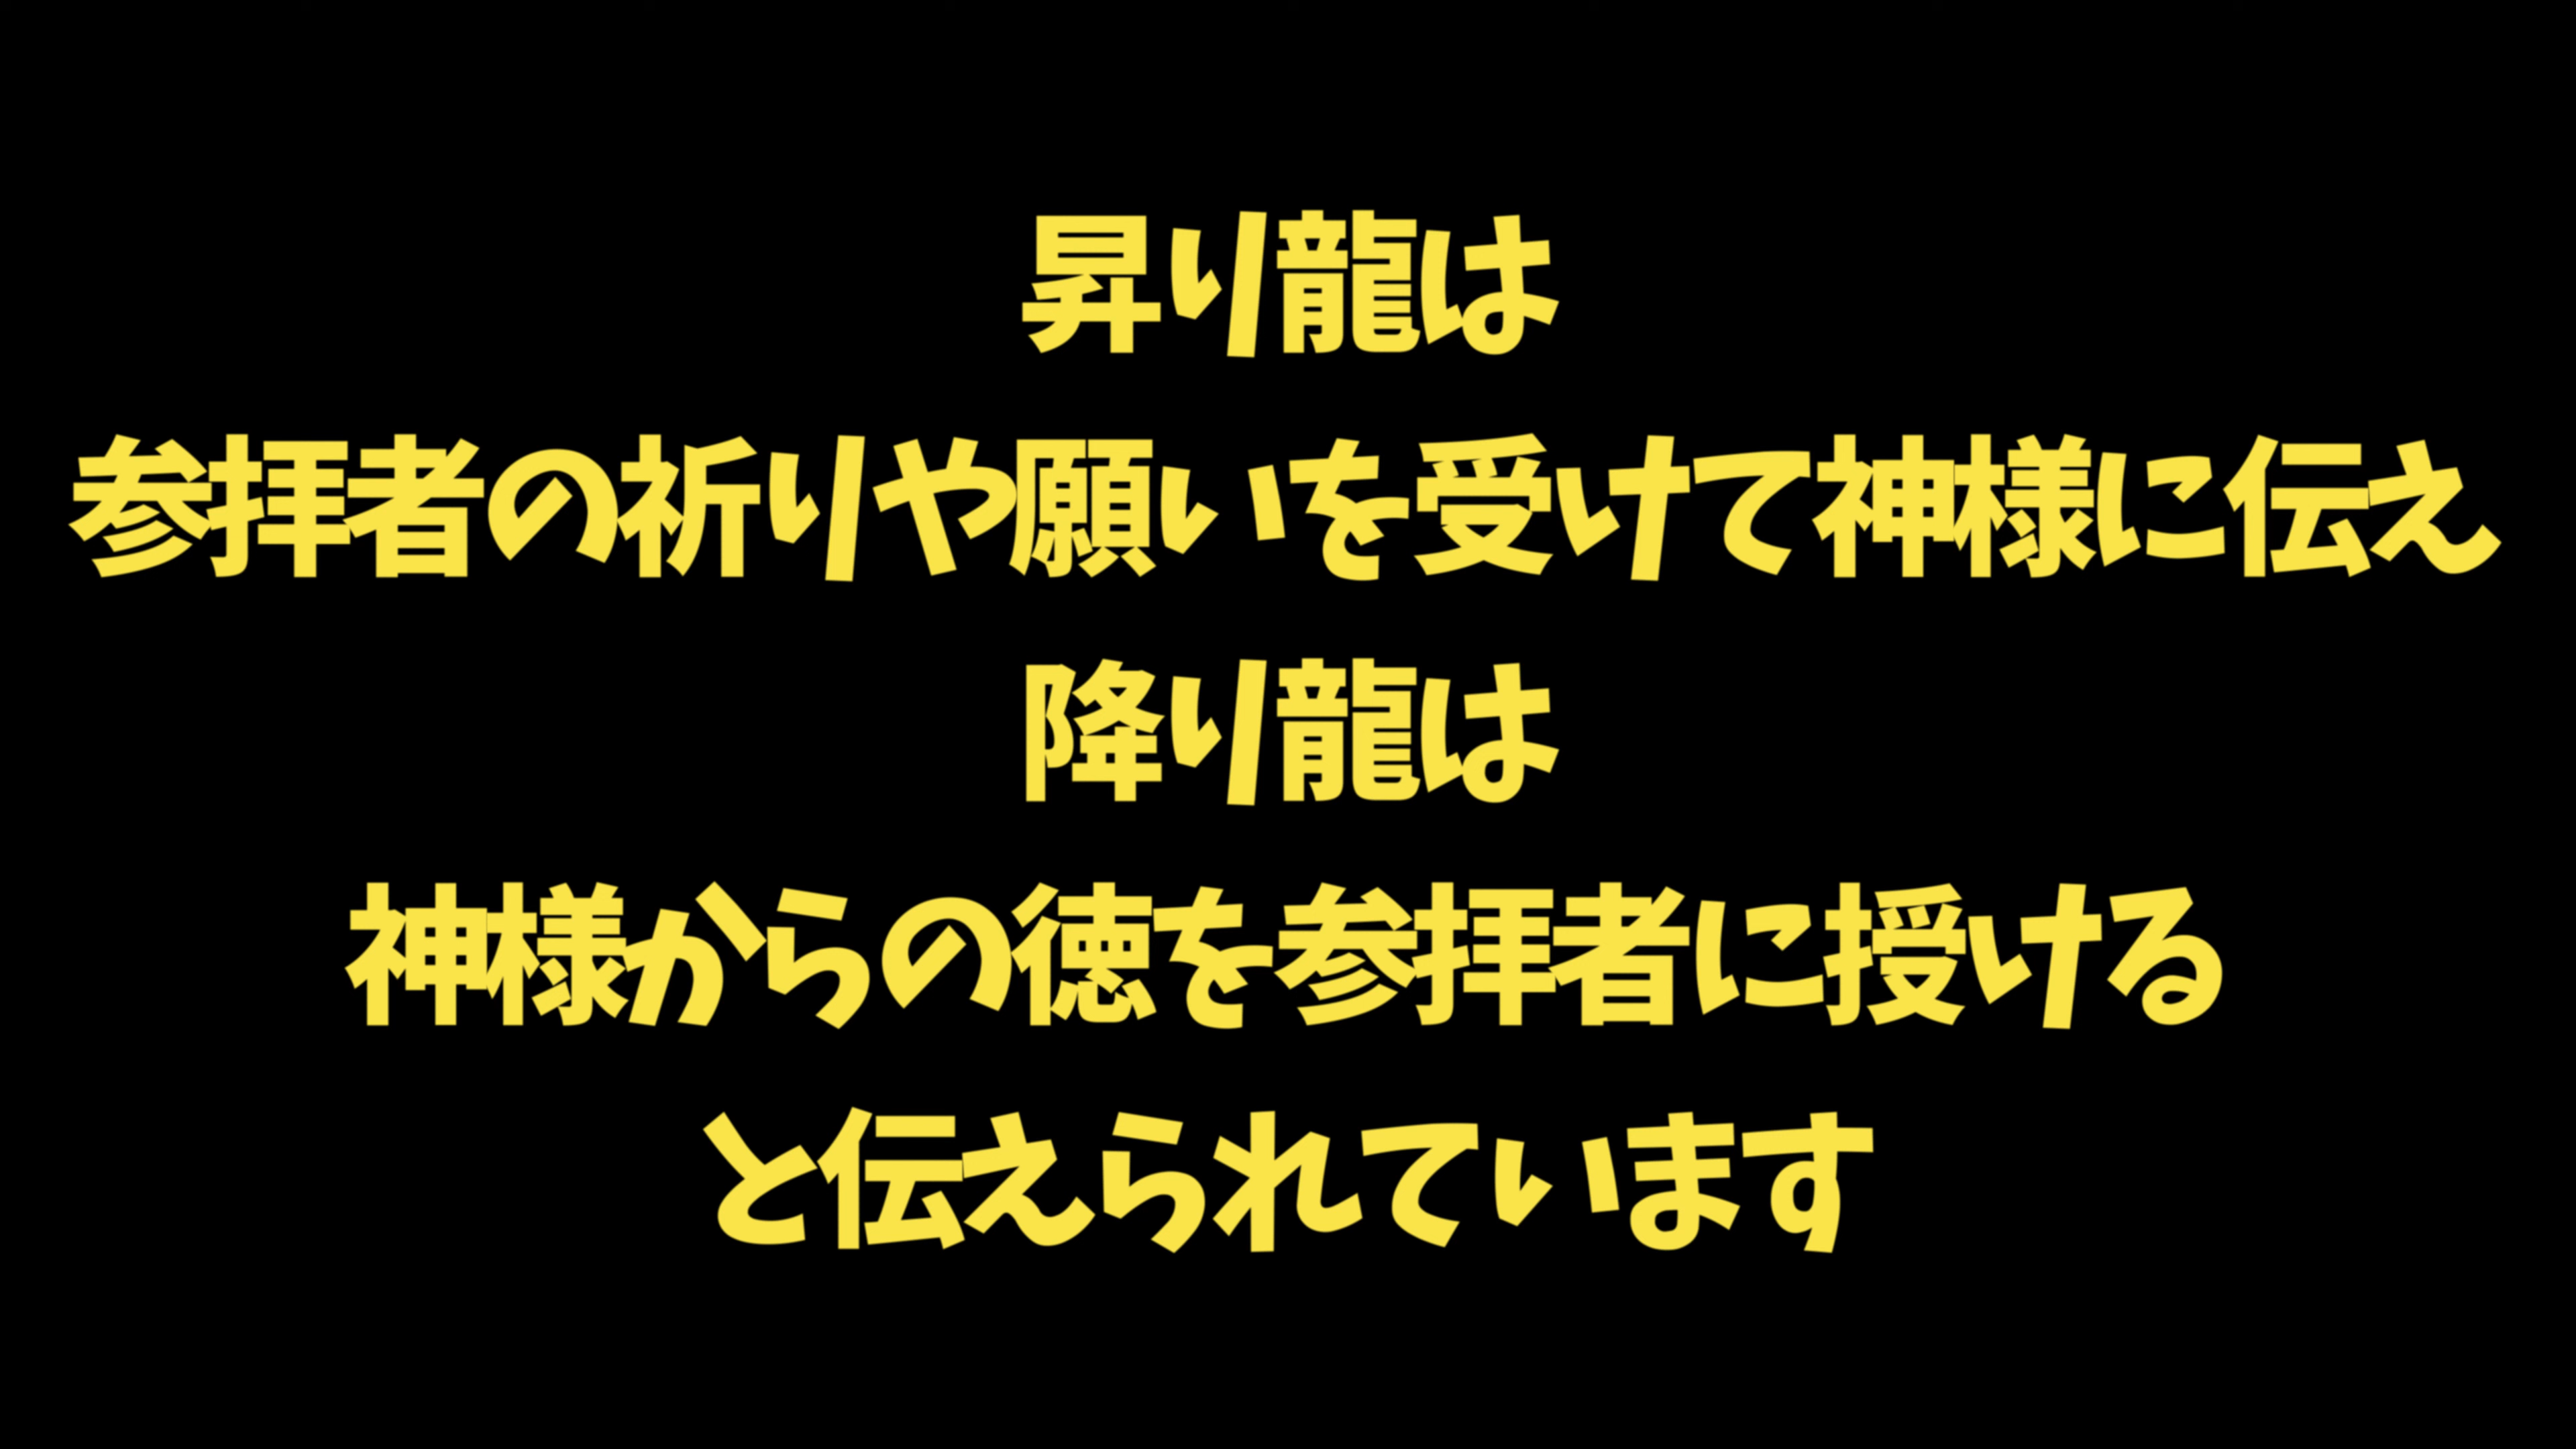 昇り龍は
参拝者の祈りや願いを受けて神様に伝え
降り龍は
神様からの徳を参拝者に授ける
と伝えられています